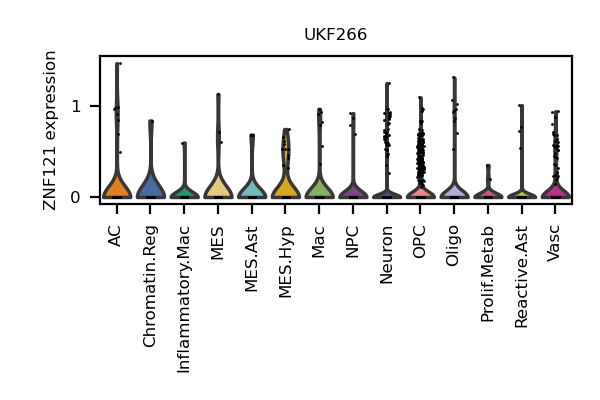 UKF266
ZNF121 expression
1
0
AC
Chromatin.Reg
Inflammatory.Mac
MES
MES.Ast
MES.Hyp
Mac
NPC
Neuron
OPC
Oligo
Prolif.Metab
Reactive.Ast
Vasc